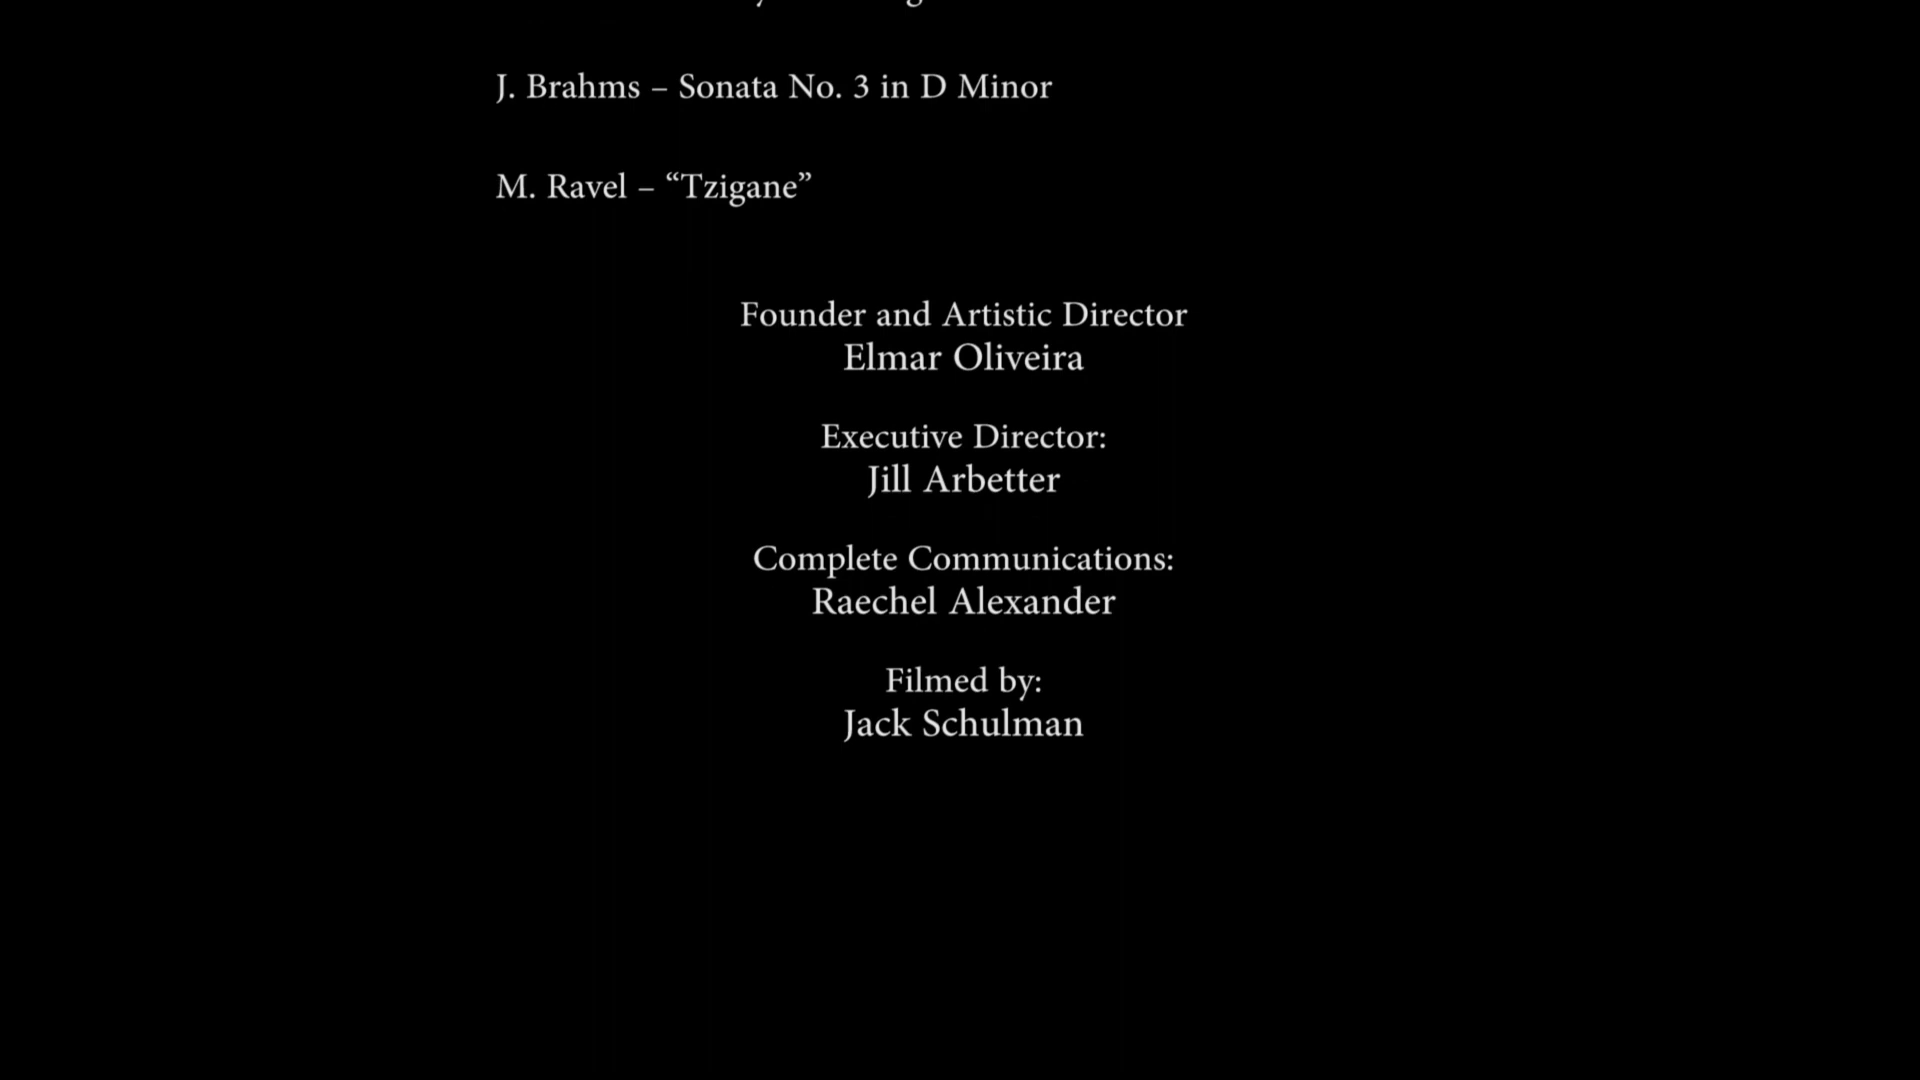 J. Brahms – Sonata No. 3 in D Minor
M. Ravel – “Tzigane”
Founder and Artistic Director
Elmar Oliveira
Executive Director:
Jill Arbetter
Complete Communications:
Raechel Alexander
Filmed by:
Jack Schulman